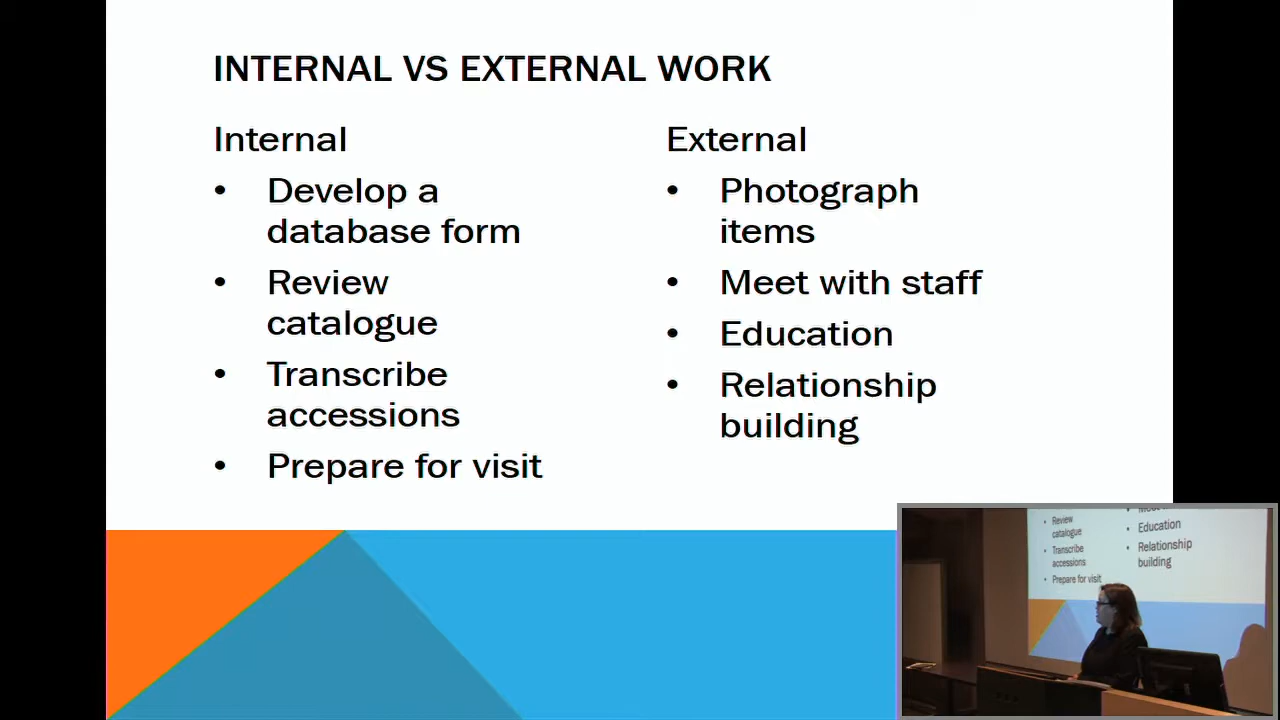 INTERNAL VS EXTERNAL WORK
Internal
• Develop a
database form
• Review
catalogue
• Transcribe
accessions
• Prepare for visit
External
• Photograph
items
• Meet with staff
• Education
• Relationship
building
Review
catalogue
• Transcribe
accessions
• Prepare for visit
• Education
• Relationship
building